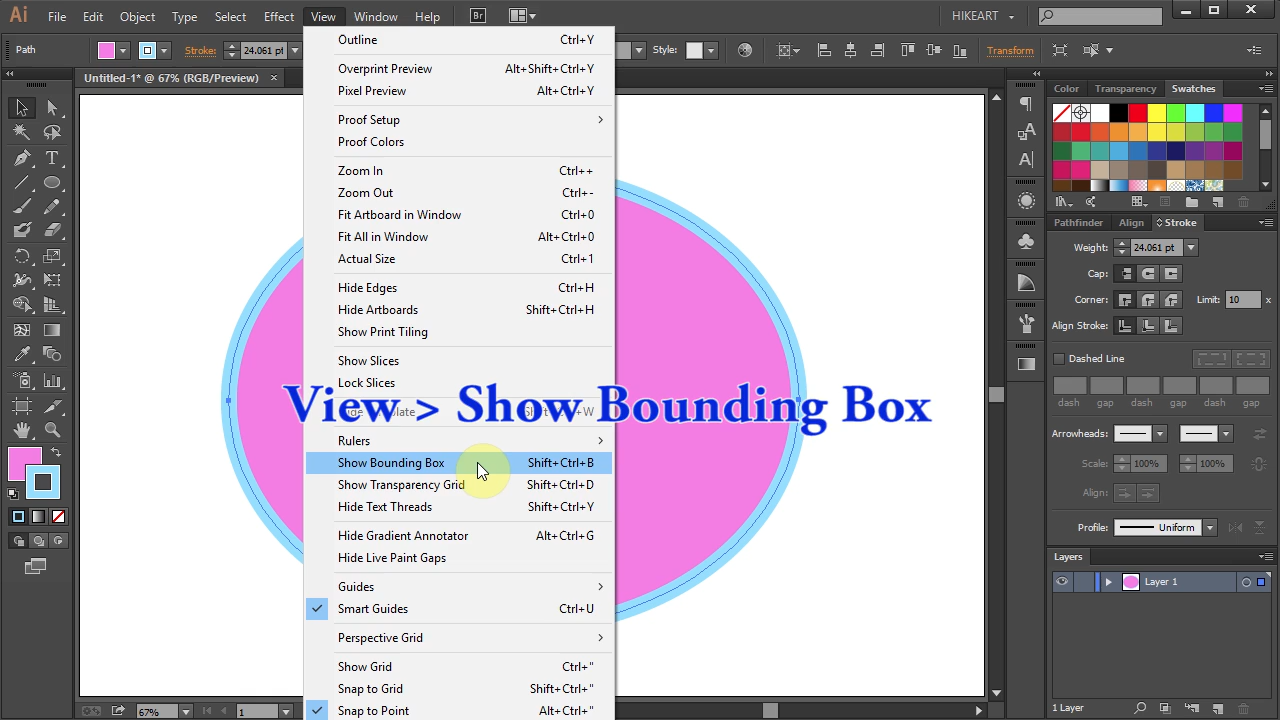 Ai File Edit Object Type Select Effect View Window Help Br HIKEART
Path Stroke: 24.061 pt Style: Transform
Untitled-1* @ 67% (RGB/Preview) ×
Outline Ctrl+Y
Overprint Preview Alt+Shift+Ctrl+Y
Pixel Preview Alt+Ctrl+Y
Proof Setup
Proof Colors
Zoom In Ctrl++
Zoom Out Ctrl+-
Fit Artboard in Window Ctrl+0
Fit All in Window Alt+Ctrl+0
Actual Size Ctrl+1
Hide Edges Ctrl+H
Hide Artboards Shift+Ctrl+H
Show Print Tiling
Show Slices
Lock Slices
View > Show Bounding Box
Rulers
Show Bounding Box Shift+Ctrl+B
Show Transparency Grid Shift+Ctrl+D
Hide Text Threads Shift+Ctrl+Y
Hide Gradient Annotator Alt+Ctrl+G
Hide Live Paint Gaps
Guides
Smart Guides Ctrl+U
Perspective Grid
Show Grid Ctrl+"
Snap to Grid Shift+Ctrl+"
Snap to Point Alt+Ctrl+"
67% 1
Color Transparency Swatches
Pathfinder Align Stroke
Weight: 24.061 pt
Cap:
Corner: Limit: 10 x
Align Stroke:
Dashed Line
dash gap dash gap dash gap
Arrowheads:
Scale: 100% 100%
Align:
Profile: Uniform
Layers
Layer 1
1 Layer